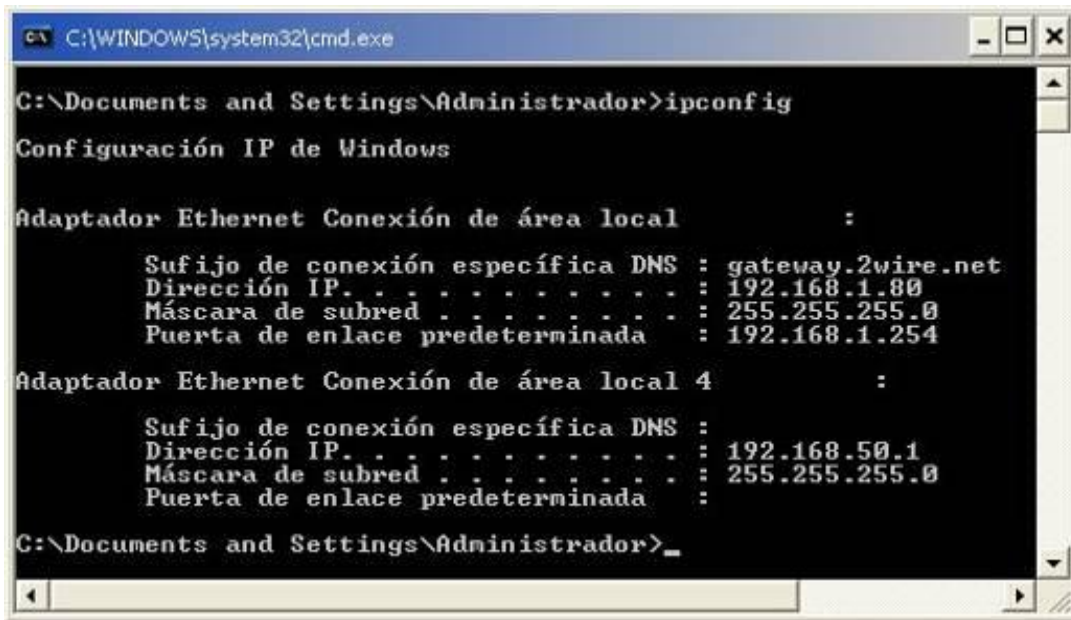 C:\WINDOWS\system32\cmd.exe
C:\Documents and Settings\Administrador>ipconfig
Configuración IP de Windows
Adaptador Ethernet Conexión de área local :
Sufijo de conexión específica DNS : gateway.2wire.net
Dirección IP. . . . . . . . . . . : 192.168.1.80
Máscara de subred . . . . . . . . : 255.255.255.0
Puerta de enlace predeterminada : 192.168.1.254
Adaptador Ethernet Conexión de área local 4 :
Sufijo de conexión específica DNS :
Dirección IP. . . . . . . . . . . : 192.168.50.1
Máscara de subred . . . . . . . . : 255.255.255.0
Puerta de enlace predeterminada :
C:\Documents and Settings\Administrador>_